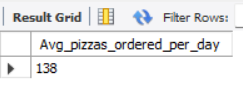 Result Grid Filter Rows:
Avg_pizzas_ordered_per_day
138